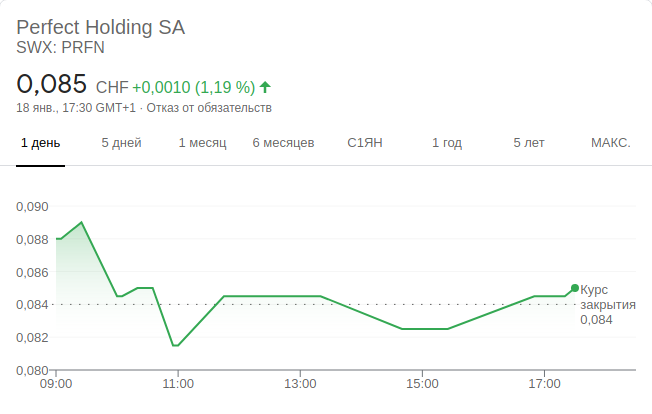 Perfect Holding SA
SWX: PRFN
0,085 CHF +0,0010 (1,19 %)
18 янв., 17:30 GMT+1 · Отказ от обязательств
1 день 5 дней 1 месяц 6 месяцев С1ЯН 1 год 5 лет МАКС.
0,090
0,088
0,086
0,084
0,082
0,080
Курс
закрытия
0,084
09:00 11:00 13:00 15:00 17:00